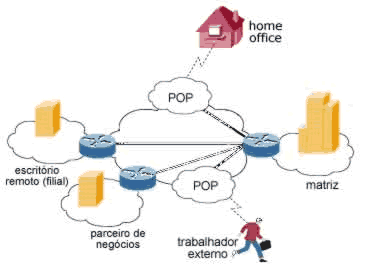 home
office
POP
escritório
remoto (filial)
matriz
POP
parceiro de
negócios
trabalhador
externo